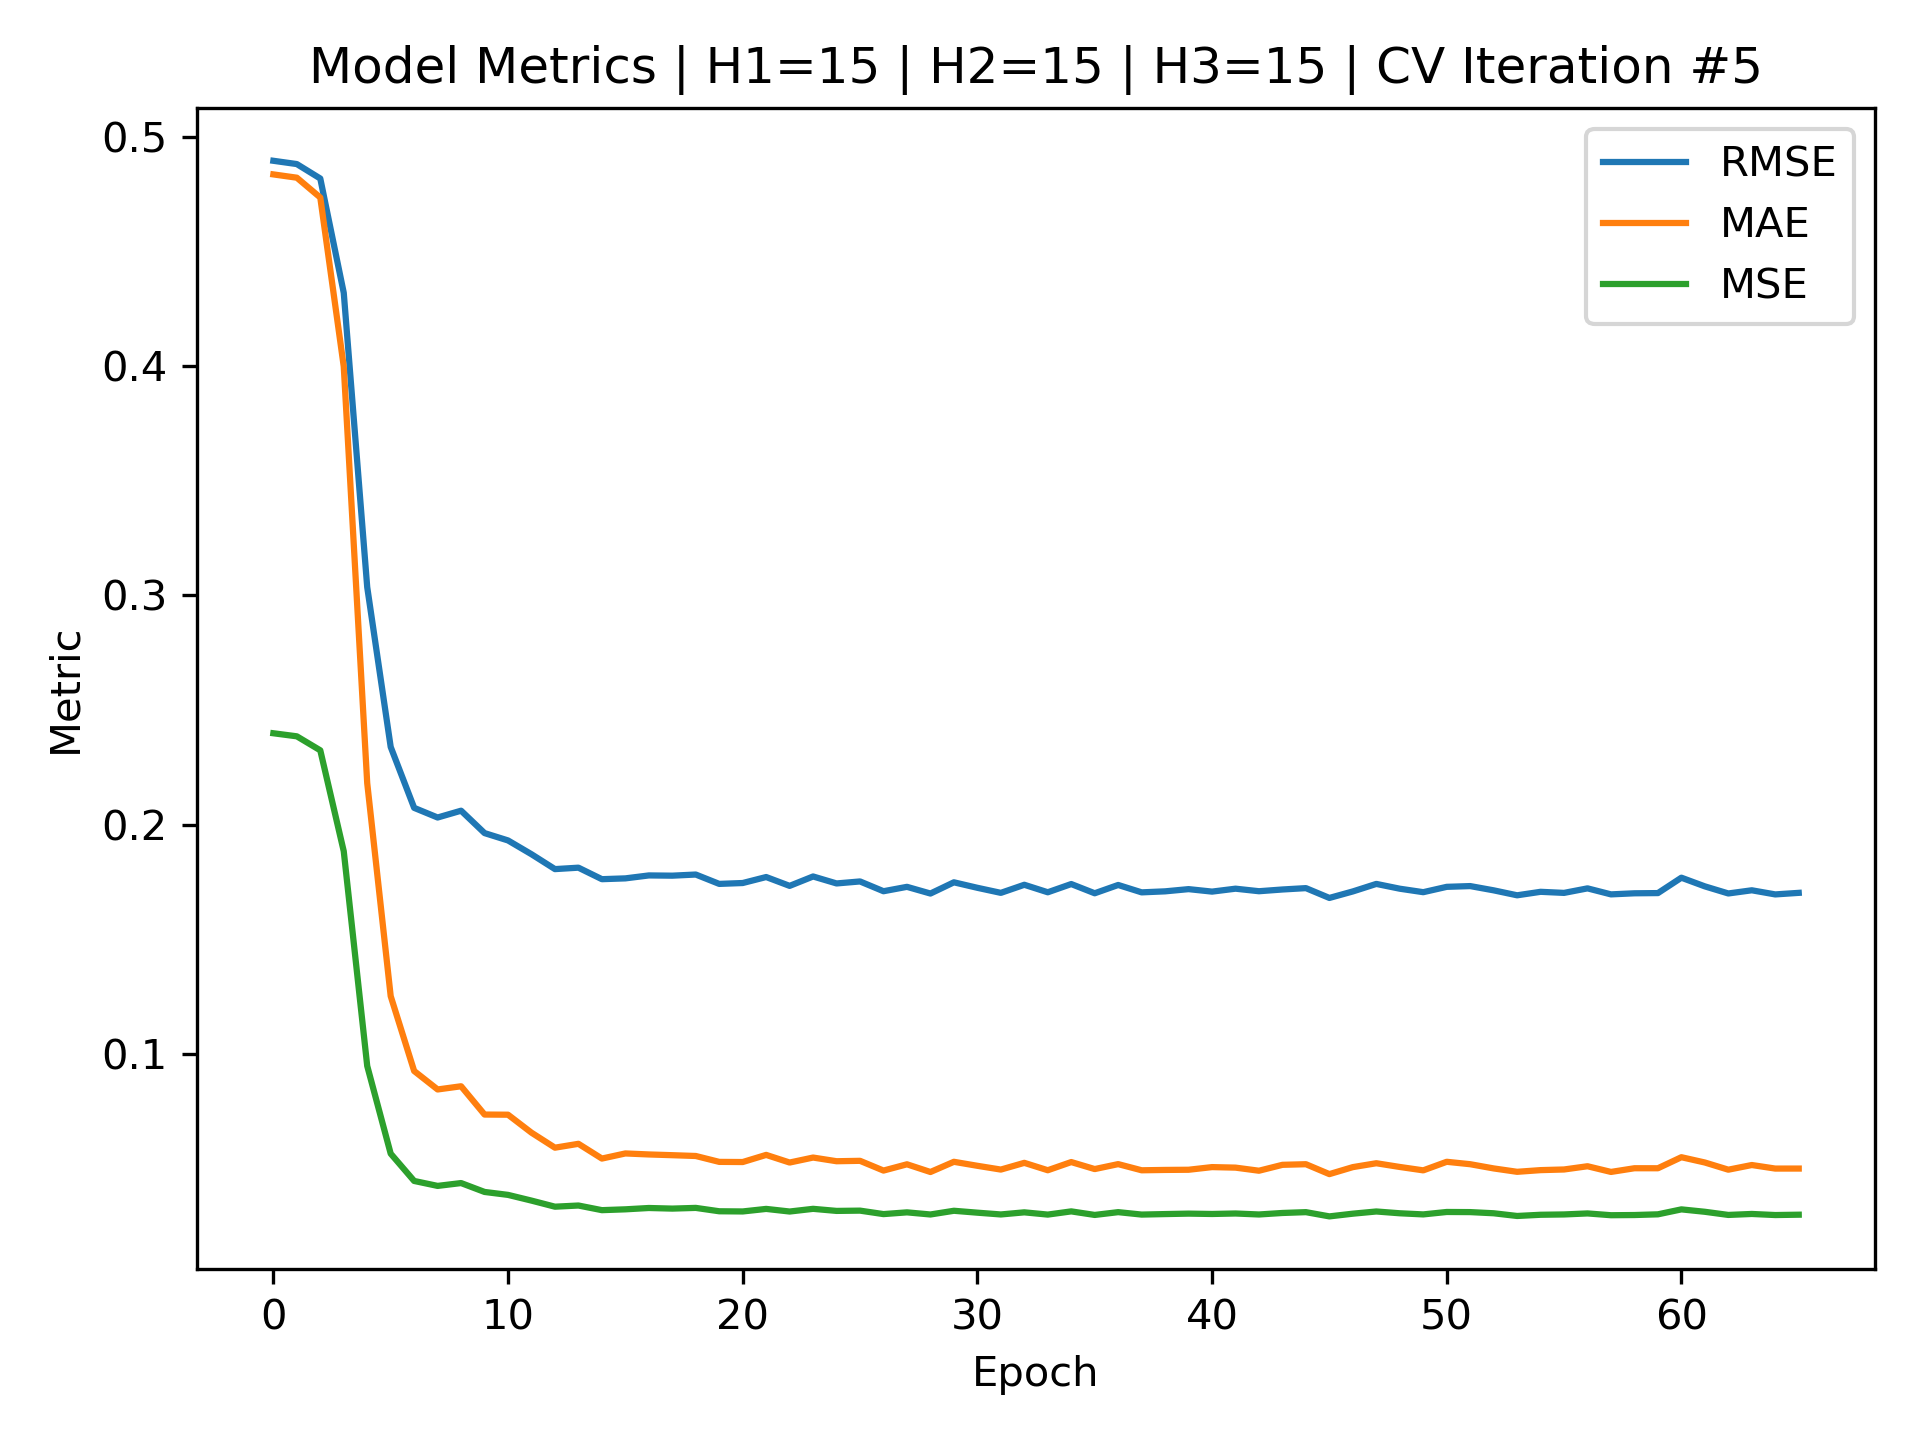 Model Metrics | H1=15 | H2=15 | H3=15 | CV Iteration #5
RMSE
MAE
MSE
0.5
0.4
0.3
0.2
0.1
Metric
0 10 20 30 40 50 60
Epoch